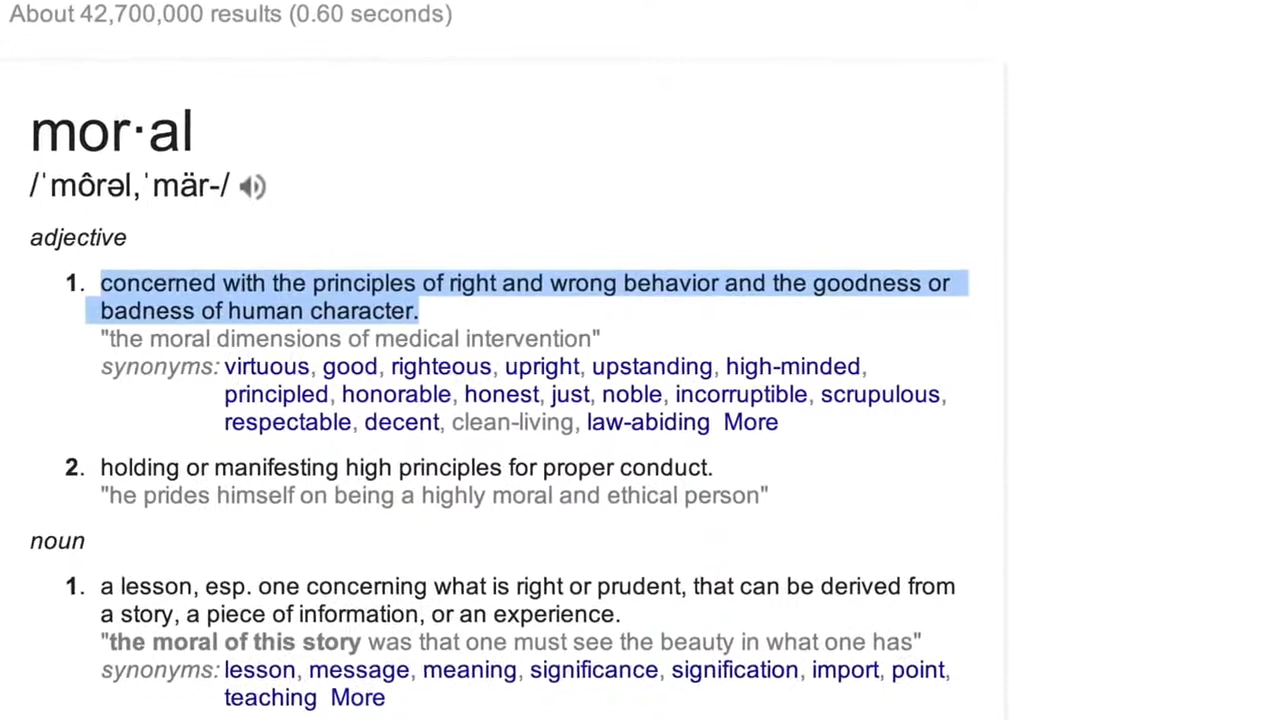 About 42,700,000 results (0.60 seconds)
mor·al
/ˈmôrəl,ˈmär-/
adjective
1. concerned with the principles of right and wrong behavior and the goodness or
badness of human character.
"the moral dimensions of medical intervention"
synonyms: virtuous, good, righteous, upright, upstanding, high-minded,
principled, honorable, honest, just, noble, incorruptible, scrupulous,
respectable, decent, clean-living, law-abiding More
2. holding or manifesting high principles for proper conduct.
"he prides himself on being a highly moral and ethical person"
noun
1. a lesson, esp. one concerning what is right or prudent, that can be derived from
a story, a piece of information, or an experience.
"the moral of this story was that one must see the beauty in what one has"
synonyms: lesson, message, meaning, significance, signification, import, point,
teaching More